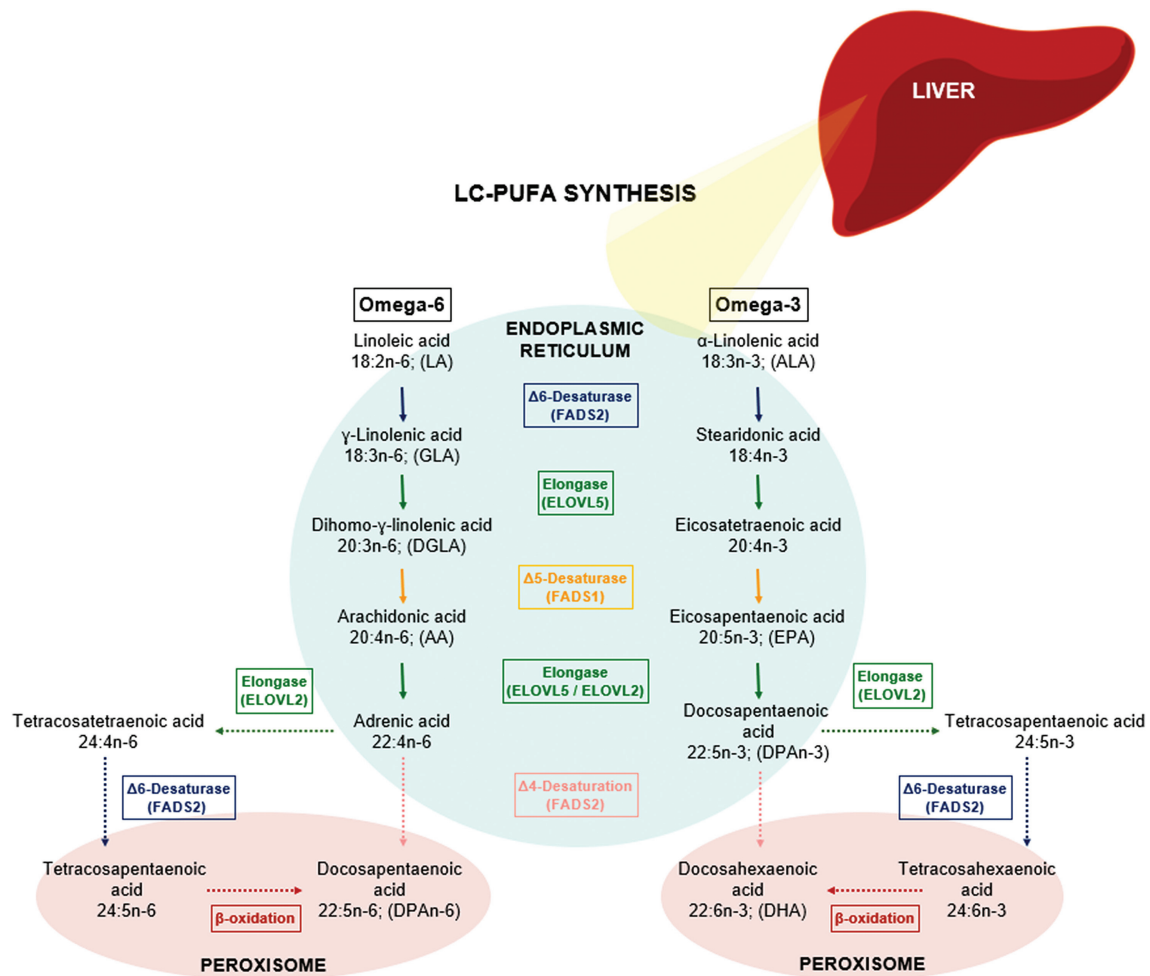 LIVER
LC-PUFA SYNTHESIS
Omega-6
Omega-3
ENDOPLASMIC
RETICULUM
Linoleic acid
18:2n-6; (LA)
α-Linolenic acid
18:3n-3; (ALA)
Δ6-Desaturase
(FADS2)
γ-Linolenic acid
18:3n-6; (GLA)
Stearidonic acid
18:4n-3
Elongase
(ELOVL5)
Dihomo-γ-linolenic acid
20:3n-6; (DGLA)
Eicosatetraenoic acid
20:4n-3
Δ5-Desaturase
(FADS1)
Arachidonic acid
20:4n-6; (AA)
Eicosapentaenoic acid
20:5n-3; (EPA)
Elongase
(ELOVL2)
Elongase
(ELOVL5 / ELOVL2)
Elongase
(ELOVL2)
Tetracosatetraenoic acid
24:4n-6
Adrenic acid
22:4n-6
Docosapentaenoic
acid
22:5n-3; (DPAn-3)
Tetracosapentaenoic acid
24:5n-3
Δ6-Desaturase
(FADS2)
Δ4-Desaturation
(FADS2)
Δ6-Desaturase
(FADS2)
Tetracosapentaenoic
acid
24:5n-6
β-oxidation
Docosapentaenoic
acid
22:5n-6; (DPAn-6)
Docosahexaenoic
acid
22:6n-3; (DHA)
β-oxidation
Tetracosahexaenoic
acid
24:6n-3
PEROXISOME
PEROXISOME